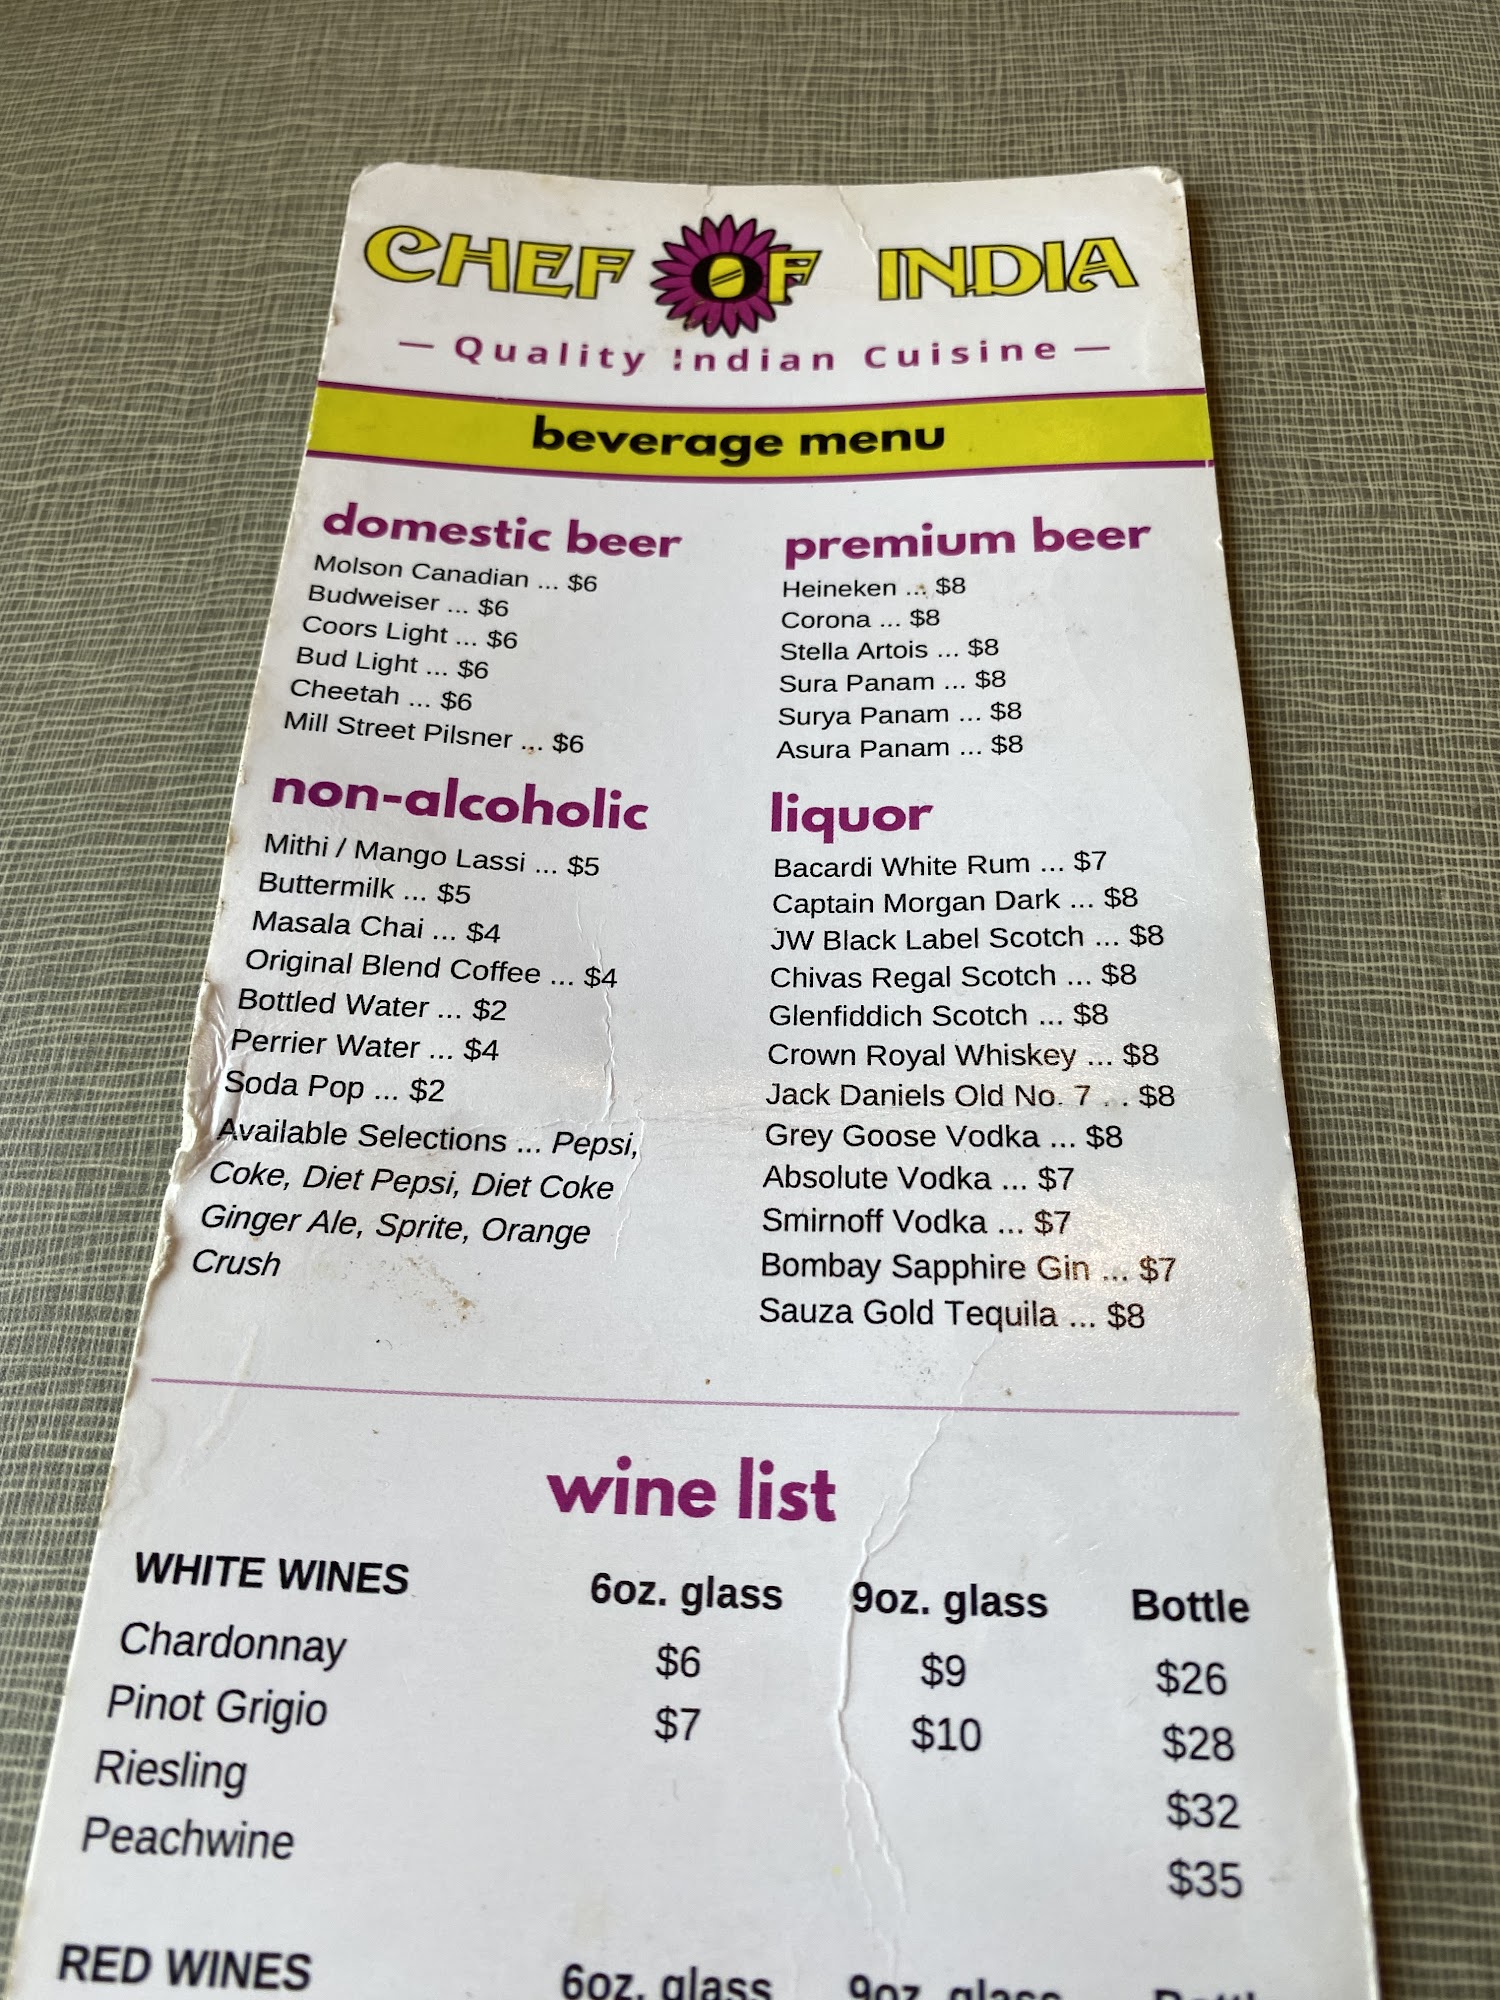 CHEF OF INDIA
— Quality Indian Cuisine —
beverage menu
domestic beer
Molson Canadian ... $6
Budweiser ... $6
Coors Light ... $6
Bud Light ... $6
Cheetah ... $6
Mill Street Pilsner ... $6
premium beer
Heineken ... $8
Corona ... $8
Stella Artois ... $8
Sura Panam ... $8
Surya Panam ... $8
Asura Panam ... $8
non-alcoholic
Mithi / Mango Lassi ... $5
Buttermilk ... $5
Masala Chai ... $4
Original Blend Coffee ... $4
Bottled Water ... $2
Perrier Water ... $4
Soda Pop ... $2
Available Selections ... Pepsi,
Coke, Diet Pepsi, Diet Coke
Ginger Ale, Sprite, Orange
Crush
liquor
Bacardi White Rum ... $7
Captain Morgan Dark ... $8
JW Black Label Scotch ... $8
Chivas Regal Scotch ... $8
Glenfiddich Scotch ... $8
Crown Royal Whiskey ... $8
Jack Daniels Old No. 7 . . $8
Grey Goose Vodka ... $8
Absolute Vodka ... $7
Smirnoff Vodka ... $7
Bombay Sapphire Gin ... $7
Sauza Gold Tequila ... $8
wine list
WHITE WINES 6oz. glass 9oz. glass Bottle
Chardonnay $6 $9 $26
Pinot Grigio $7 $10 $28
Riesling $32
Peachwine $35
RED WINES 6oz. glass 9oz. glass Bottle